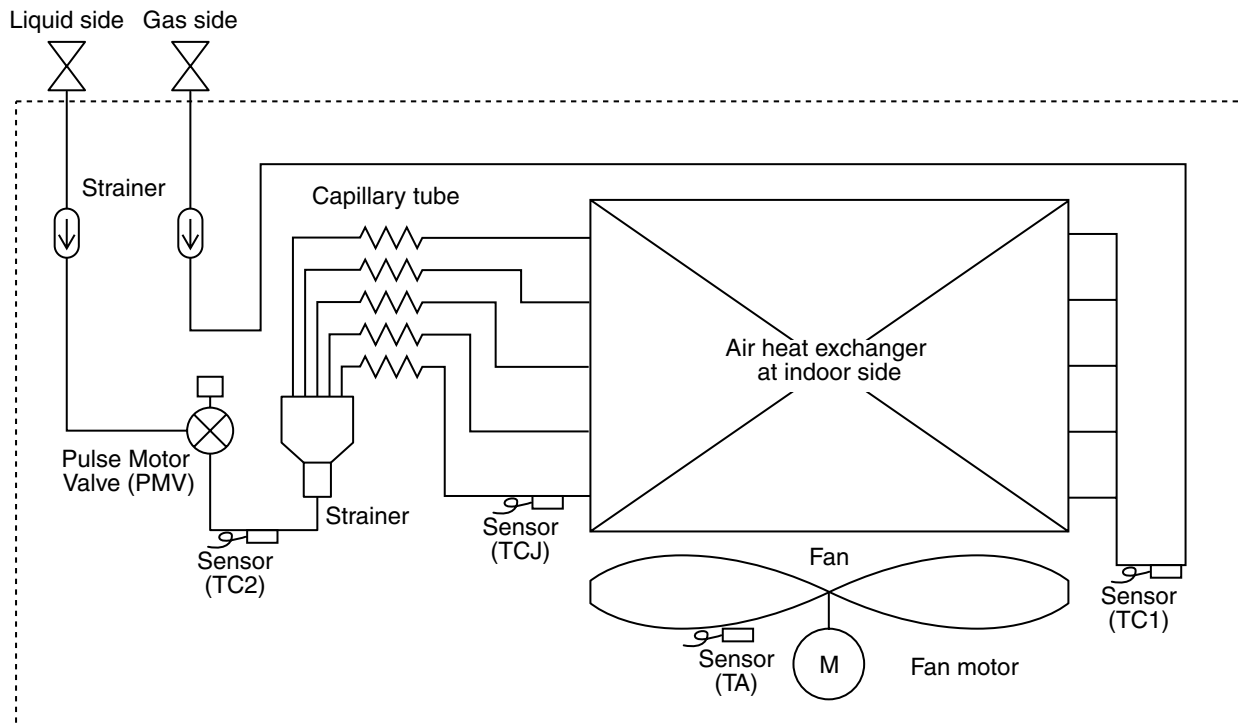 Liquid side
Gas side
Strainer
Capillary tube
Air heat exchanger
at indoor side
Pulse Motor
Valve (PMV)
Strainer
Sensor
(TCJ)
Sensor
(TC2)
Fan
Sensor
(TC1)
Sensor
(TA)
M
Fan motor